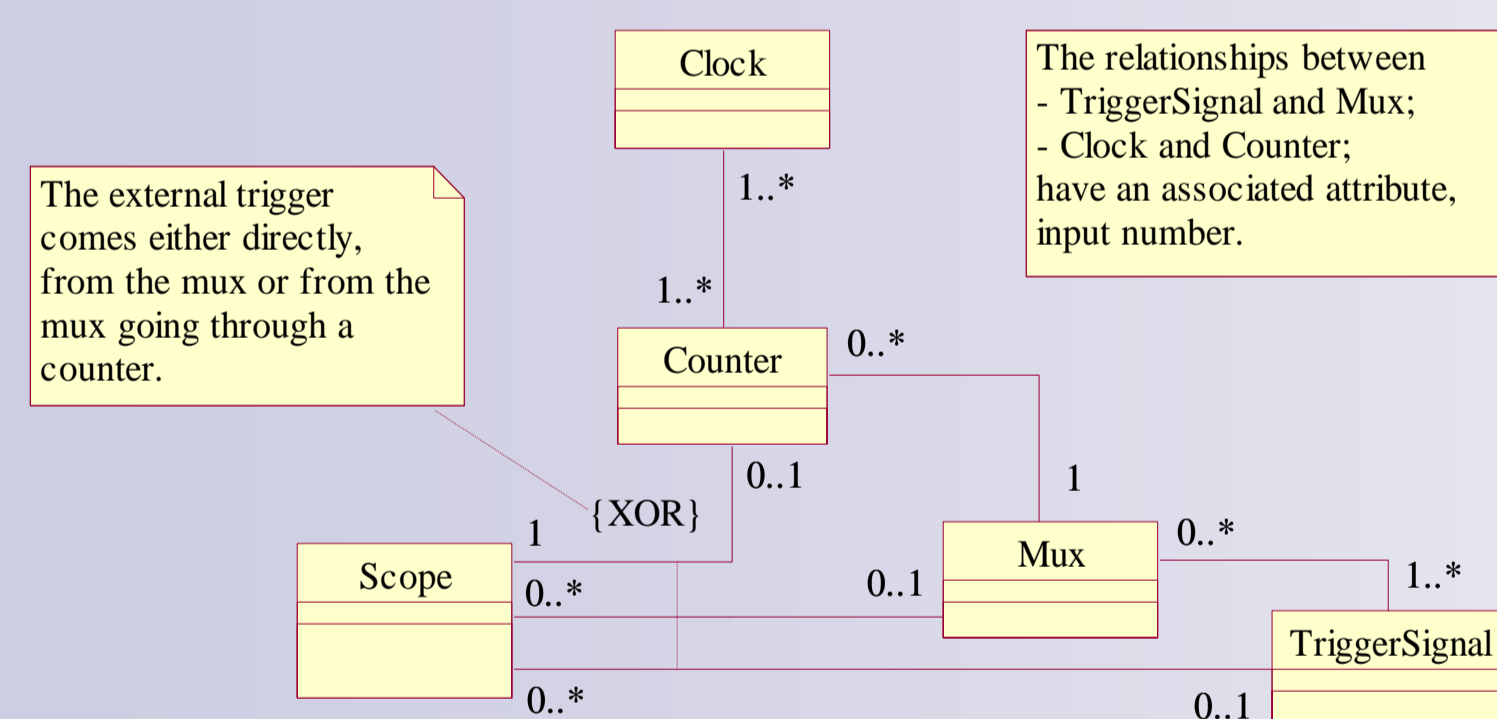 Clock
The relationships between
- TriggerSignal and Mux;
- Clock and Counter;
have an associated attribute,
input number.
The external trigger
comes either directly,
from the mux or from the
mux going through a
counter.
1..*
1..*
Counter
0..*
0..1
1
{XOR}
1
Scope
0..*
0..1
Mux
0..*
1..*
TriggerSignal
0..*
0..1